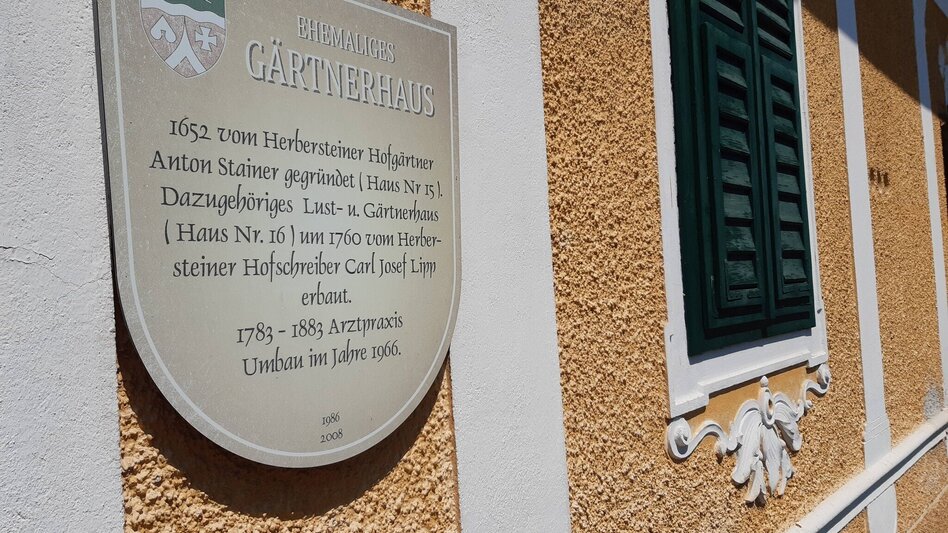 EHEMALIGES
GÄRTNERHAUS
1652 vom Herbersteiner Hofgärtner
Anton Stainer gegründet ( Haus Nr 15 ).
Dazugehöriges Lust- u. Gärtnerhaus
( Haus Nr. 16 ) um 1760 vom Herber-
steiner Hofschreiber Carl Josef Lipp
erbaut.
1783 - 1883 Arztpraxis
Umbau im Jahre 1966.
1986
2008